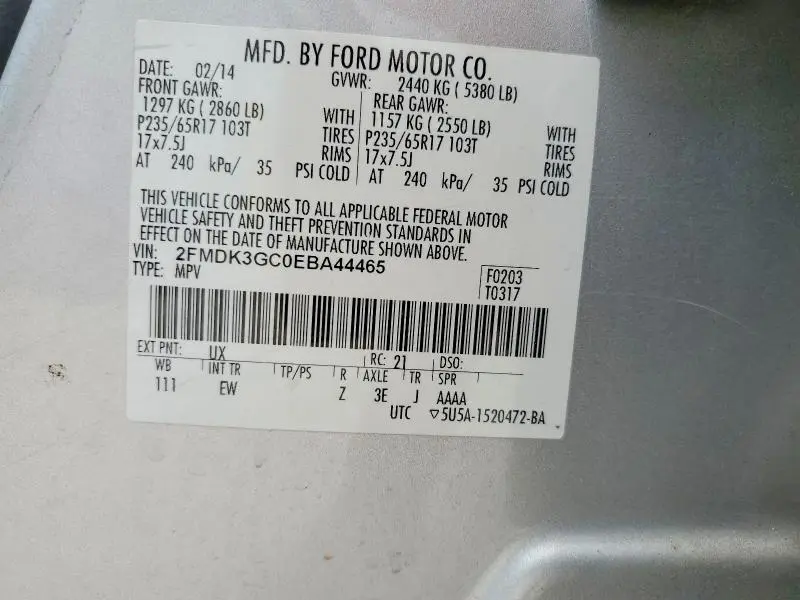 MFD. BY FORD MOTOR CO.
DATE: 02/14 GVWR: 2440 KG ( 5380 LB)
FRONT GAWR: REAR GAWR:
1297 KG ( 2860 LB) WITH 1157 KG ( 2550 LB) WITH
P235/65R17 103T TIRES P235/65R17 103T TIRES
17x7.5J RIMS 17x7.5J RIMS
AT 240 kPa/ 35 PSI COLD AT 240 kPa/ 35 PSI COLD
THIS VEHICLE CONFORMS TO ALL APPLICABLE FEDERAL MOTOR
VEHICLE SAFETY AND THEFT PREVENTION STANDARDS IN
EFFECT ON THE DATE OF MANUFACTURE SHOWN ABOVE.
VIN: 2FMDK3GC0EBA44465
TYPE: MPV F0203
T0317
EXT PNT: UX RC: 21 DSO:
WB INT TR TP/PS R AXLE TR SPR
111 EW Z 3E J AAAA
UTC ▽5U5A-1520472-BA